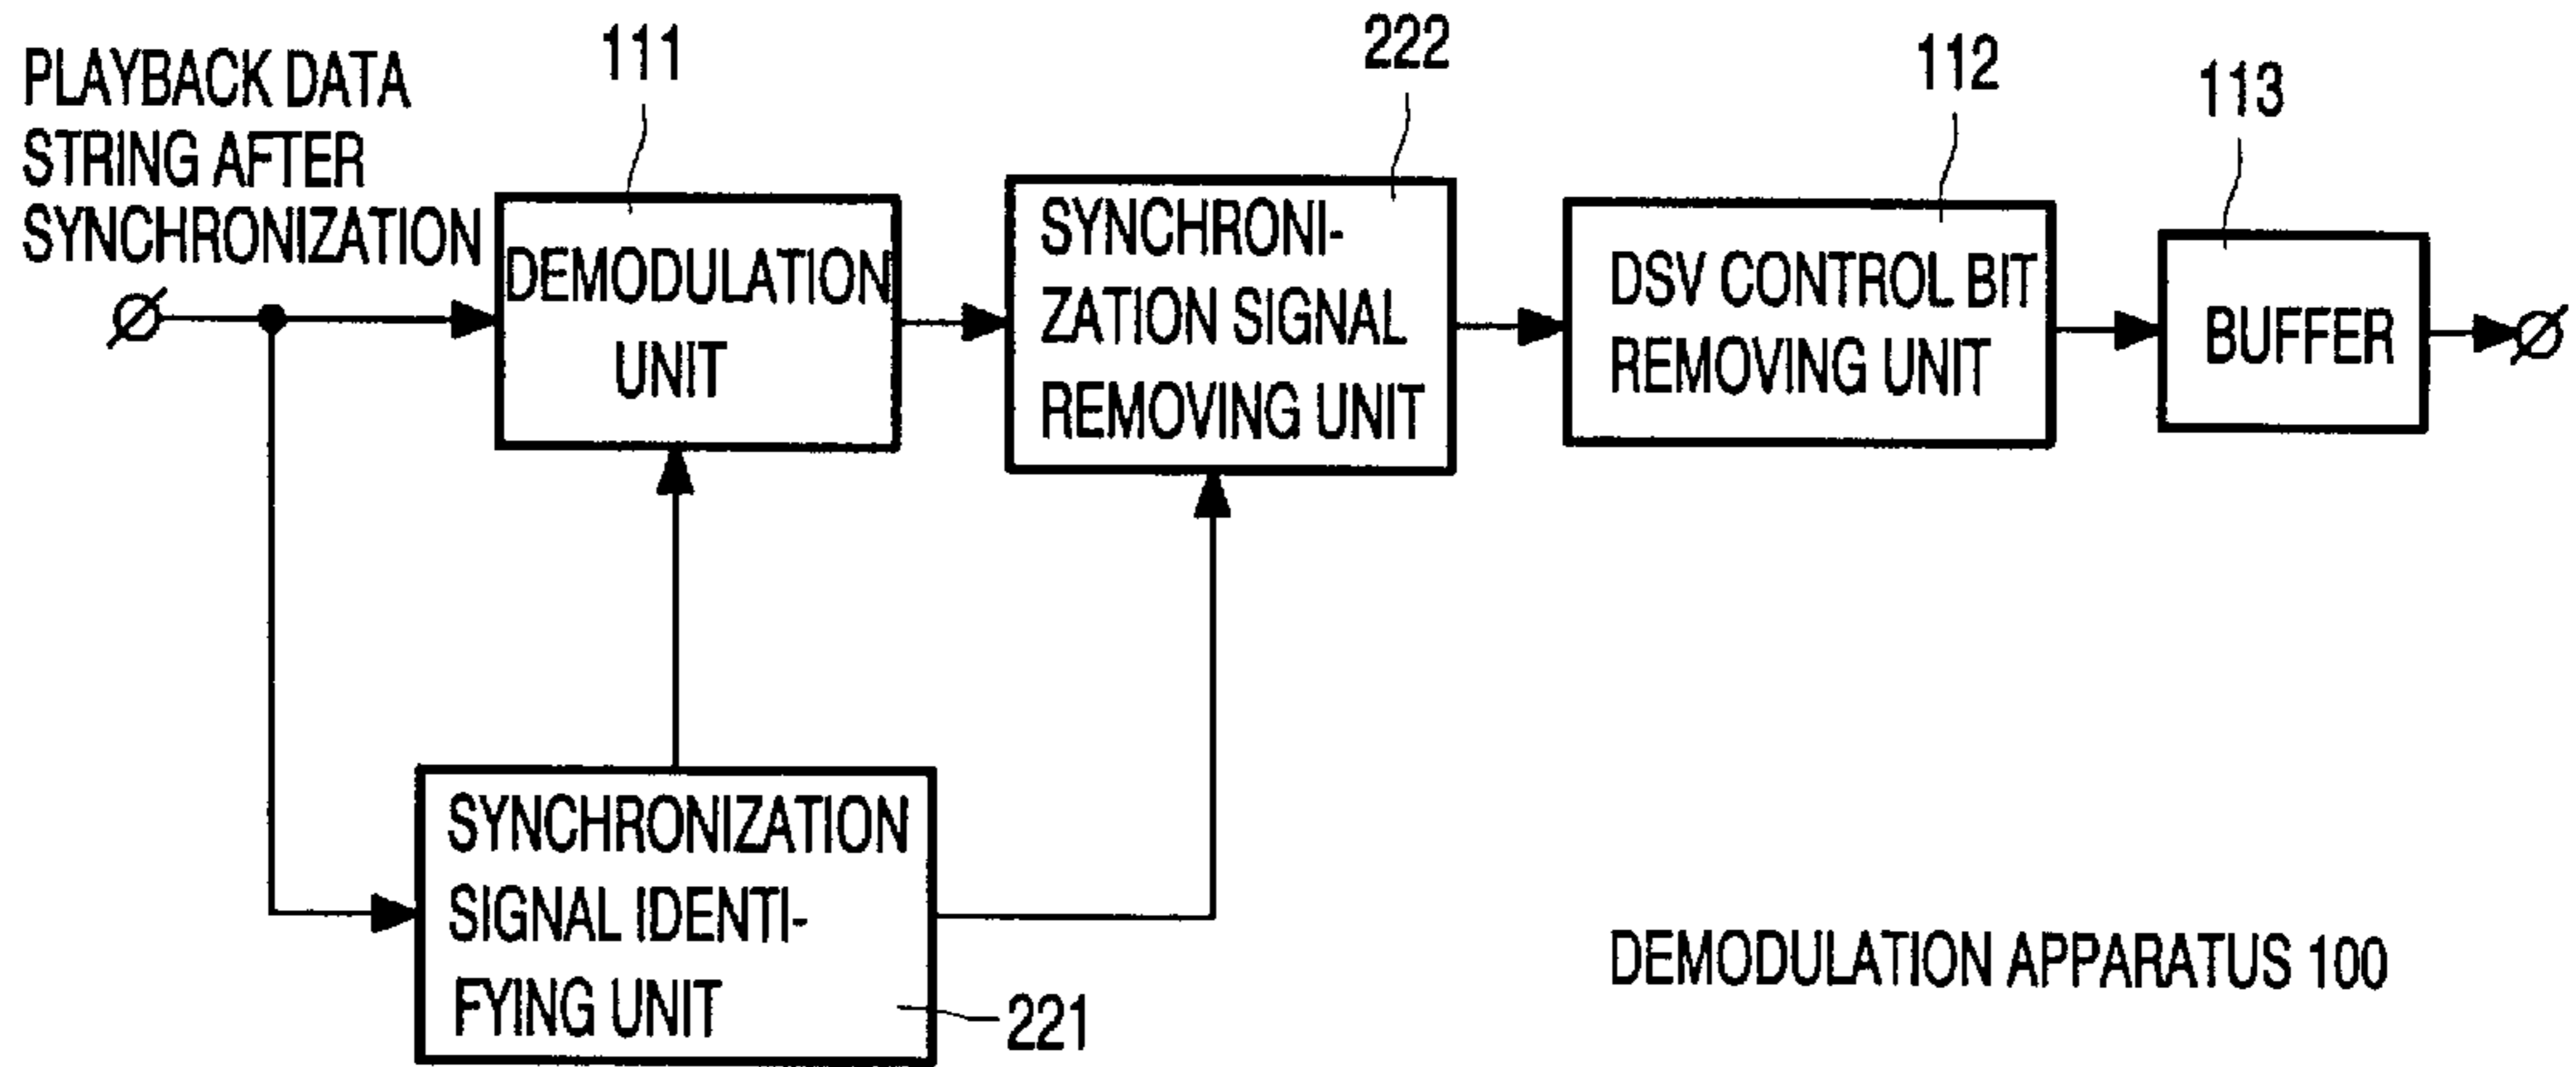 PLAYBACK DATA
STRING AFTER
SYNCHRONIZATION
111
DEMODULATION
UNIT
222
SYNCHRONI-
ZATION SIGNAL
REMOVING UNIT
112
DSV CONTROL BIT
REMOVING UNIT
113
BUFFER
SYNCHRONIZATION
SIGNAL IDENTI-
FYING UNIT
221
DEMODULATION APPARATUS 100